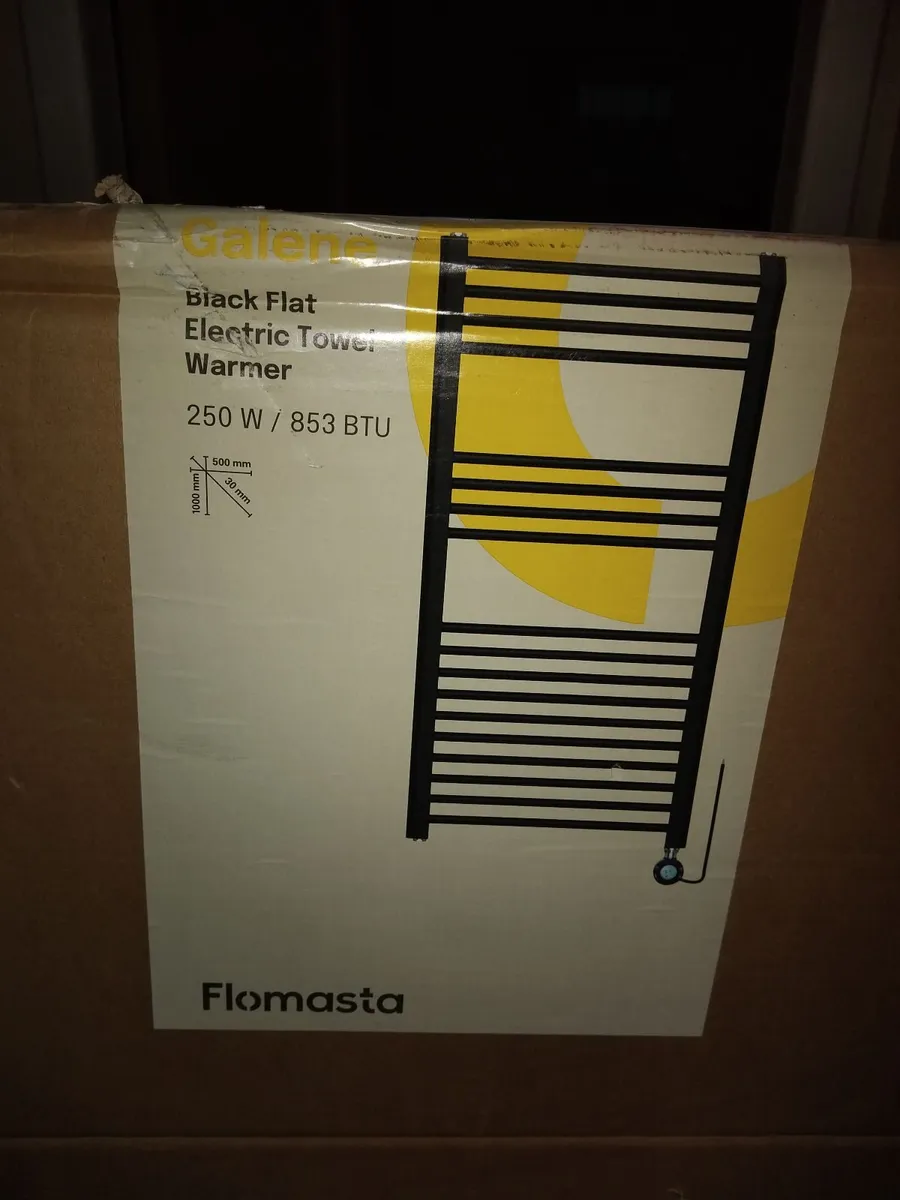 Galene
Black Flat
Electric Towel
Warmer
250 W / 853 BTU
500 mm
1000 mm
30 mm
Flomasta